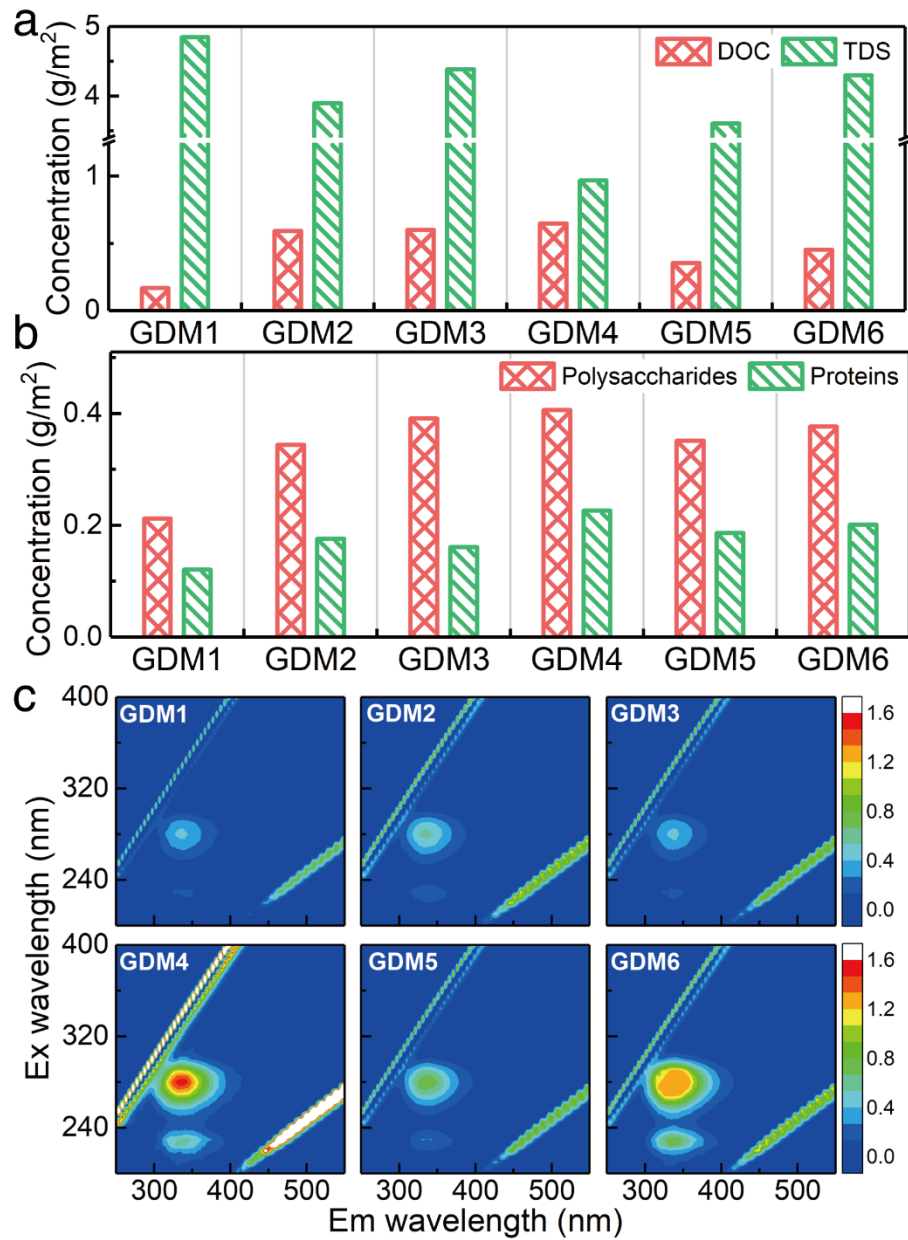 a
Concentration (g/m²)
5
4
1
0
DOC TDS
GDM1 GDM2 GDM3 GDM4 GDM5 GDM6
b
Concentration (g/m²)
0.4
0.2
0.0
Polysaccharides Proteins
GDM1 GDM2 GDM3 GDM4 GDM5 GDM6
c
Ex wavelength (nm)
400
320
240
GDM1 GDM2 GDM3
1.6
1.2
0.8
0.4
0.0
400
320
240
GDM4 GDM5 GDM6
1.6
1.2
0.8
0.4
0.0
300 400 500 300 400 500 300 400 500
Em wavelength (nm)